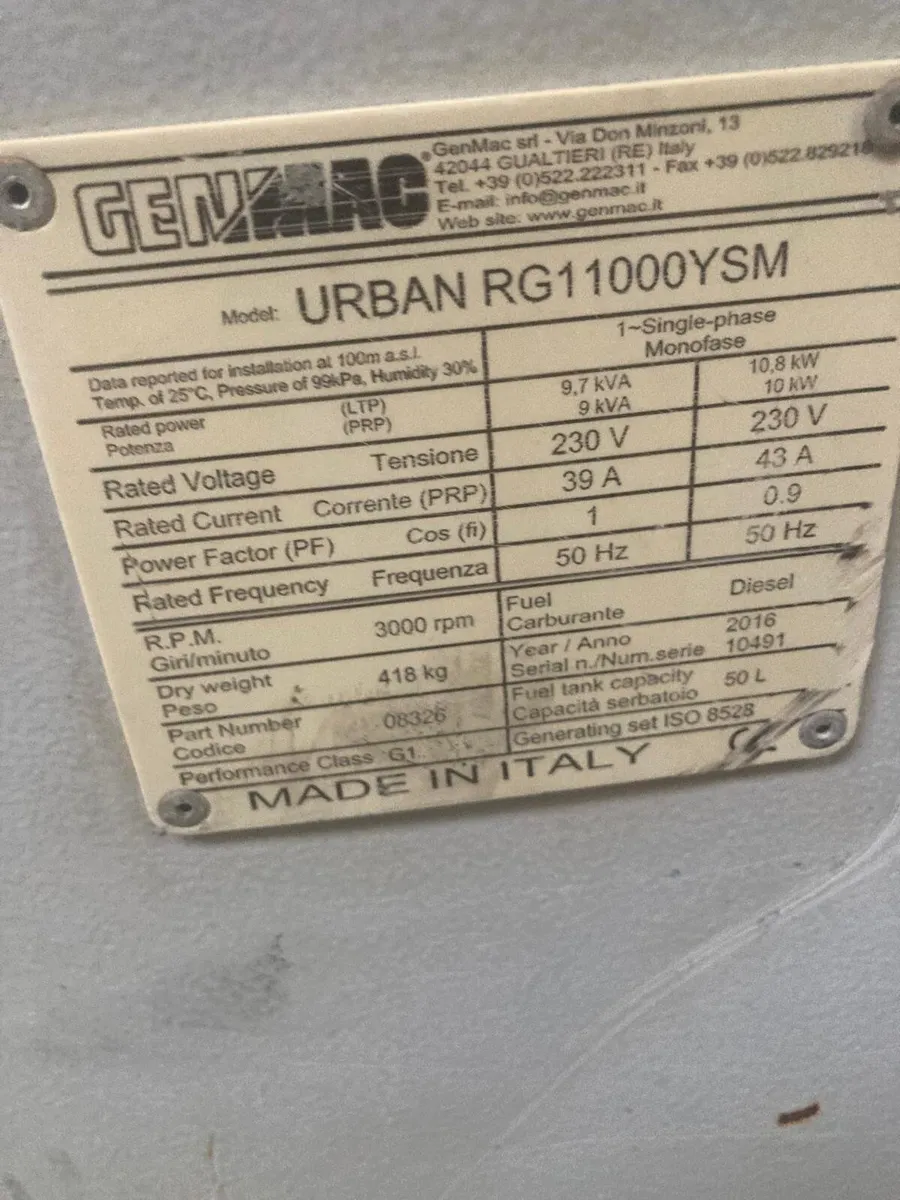 GENMAC®
GenMac srl - Via Don Minzoni, 13
42044 GUALTIERI (RE) Italy
Tel. +39 (0)522.222311 - Fax +39 (0)522.829218
E-mail: info@genmac.it
Web site: www.genmac.it
Model: URBAN RG11000YSM
Data reported for installation at 100m a.s.l.
Temp. of 25°C, Pressure of 99kPa, Humidity 30%
1~Single-phase
Monofase
Rated power (LTP) 9,7 kVA 10,8 kW
Potenza (PRP) 9 kVA 10 kW
Rated Voltage Tensione 230 V 230 V
Rated Current Corrente (PRP) 39 A 43 A
Power Factor (PF) Cos (fi) 1 0.9
Rated Frequency Frequenza 50 Hz 50 Hz
R.P.M. 3000 rpm
Giri/minuto
Fuel Diesel
Carburante
Dry weight 418 kg
Peso
Year / Anno 2016
Serial n./Num.serie 10491
Part Number 08326
Codice
Fuel tank capacity 50 L
Capacità serbatoio
Performance Class G1
Generating set ISO 8528
MADE IN ITALY CE